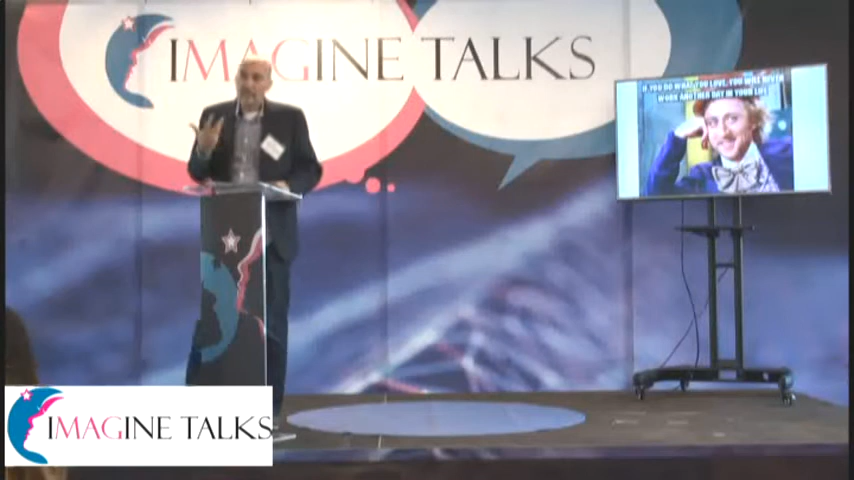 IMAGINE TALKS
IF YOU DO WHAT YOU LOVE, YOU WILL NEVER
WORK ANOTHER DAY IN YOUR LIFE
IMAGINE TALKS